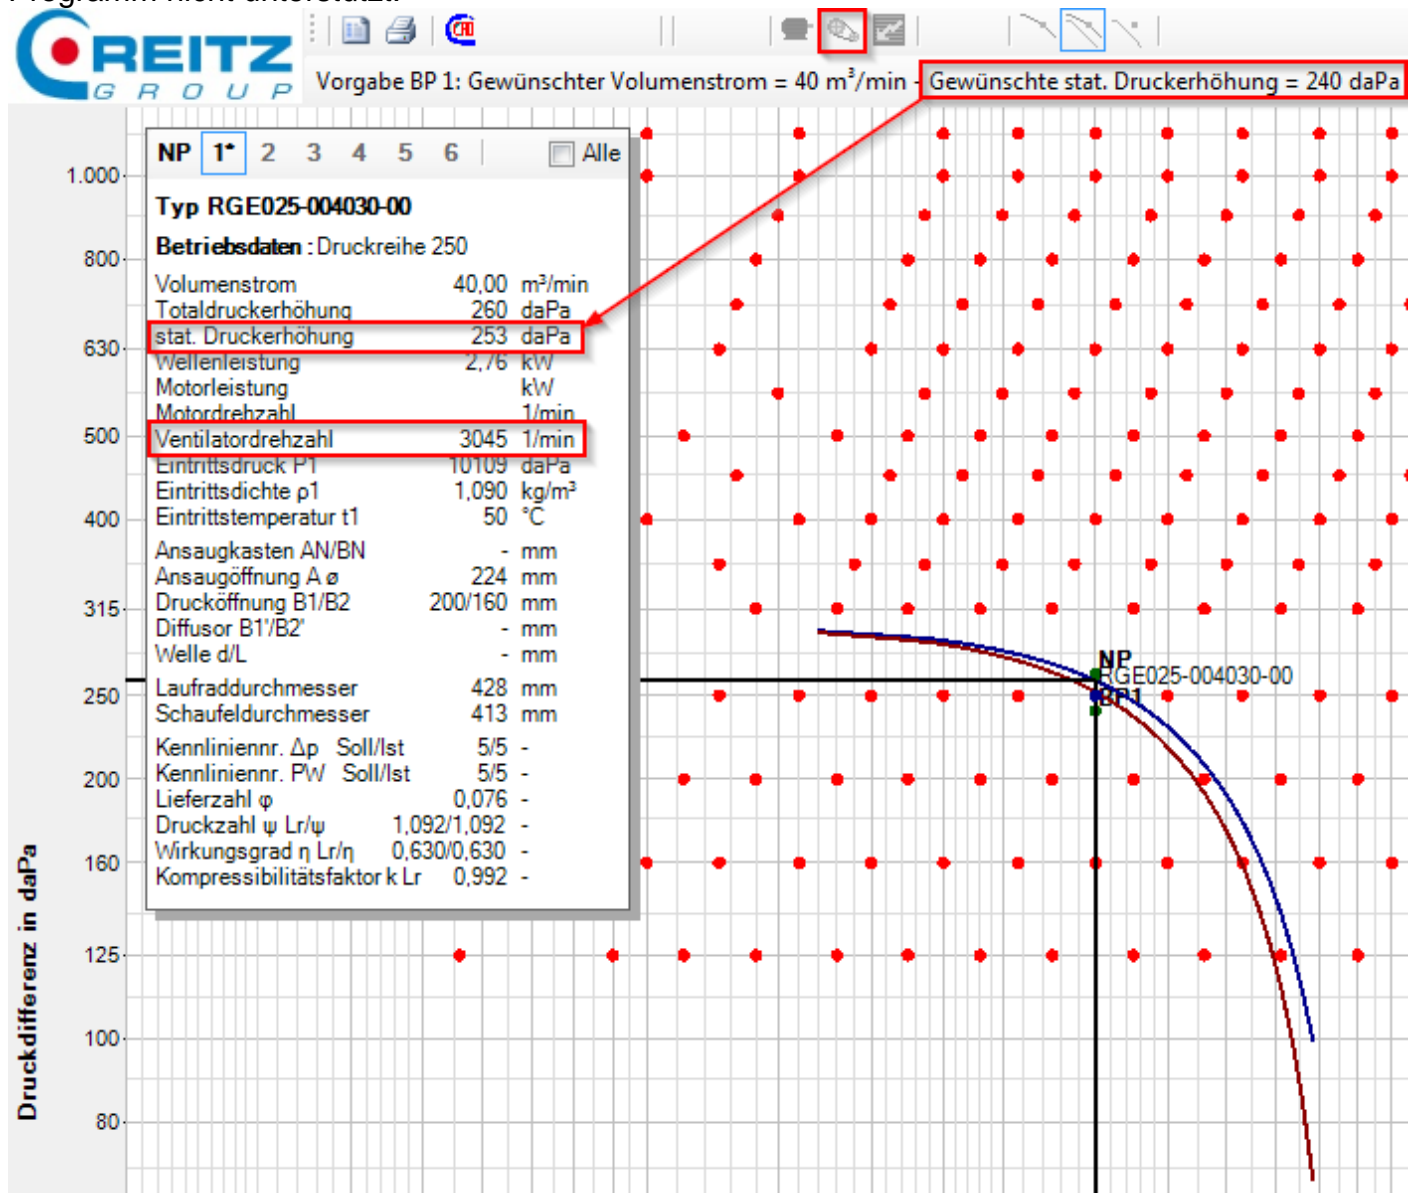 Programm nicht unterstützt.
CAD
REITZ
GROUP
Vorgabe BP 1: Gewünschter Volumenstrom = 40 m³/min - Gewünschte stat. Druckerhöhung = 240 daPa
NP 1* 2 3 4 5 6 Alle
Typ RGE025-004030-00
Betriebsdaten : Druckreihe 250
Volumenstrom 40,00 m³/min
Totaldruckerhöhung 260 daPa
stat. Druckerhöhung 253 daPa
Wellenleistung 2,76 kW
Motorleistung kW
Motordrehzahl 1/min
Ventilatordrehzahl 3045 1/min
Eintrittsdruck P1 10109 daPa
Eintrittsdichte ρ1 1,090 kg/m³
Eintrittstemperatur t1 50 °C
Ansaugkasten AN/BN - mm
Ansaugöffnung A ø 224 mm
Drucköffnung B1/B2 200/160 mm
Diffusor B1'/B2' - mm
Welle d/L - mm
Laufraddurchmesser 428 mm
Schaufeldurchmesser 413 mm
Kennliniennr. Δp Soll/Ist 5/5 -
Kennliniennr. PW Soll/Ist 5/5 -
Lieferzahl φ 0,076 -
Druckzahl ψ Lr/ψ 1,092/1,092 -
Wirkungsgrad η Lr/η 0,630/0,630 -
Kompressibilitätsfaktor k Lr 0,992 -
1.000
800
630
500
400
315
250
200
160
125
100
80
Druckdifferenz in daPa
NP
RGE025-004030-00
BP1